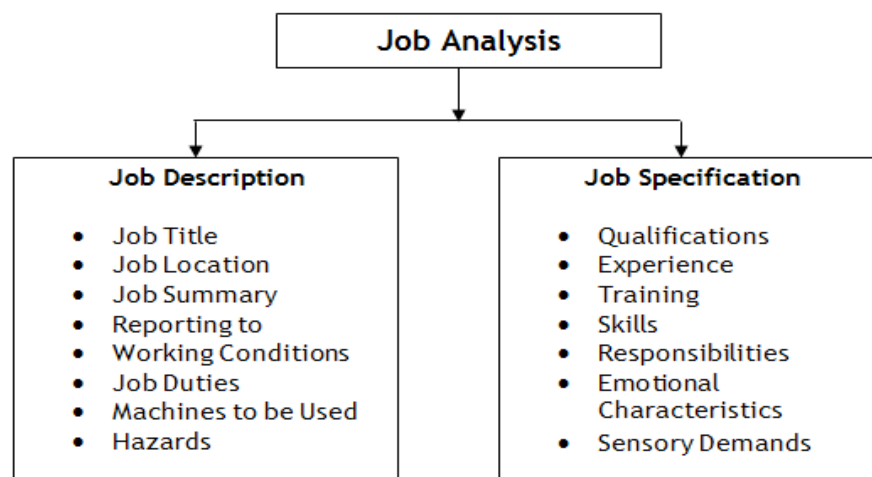 Job Analysis
Job Description
• Job Title
• Job Location
• Job Summary
• Reporting to
• Working Conditions
• Job Duties
• Machines to be Used
• Hazards
Job Specification
• Qualifications
• Experience
• Training
• Skills
• Responsibilities
• Emotional
Characteristics
• Sensory Demands